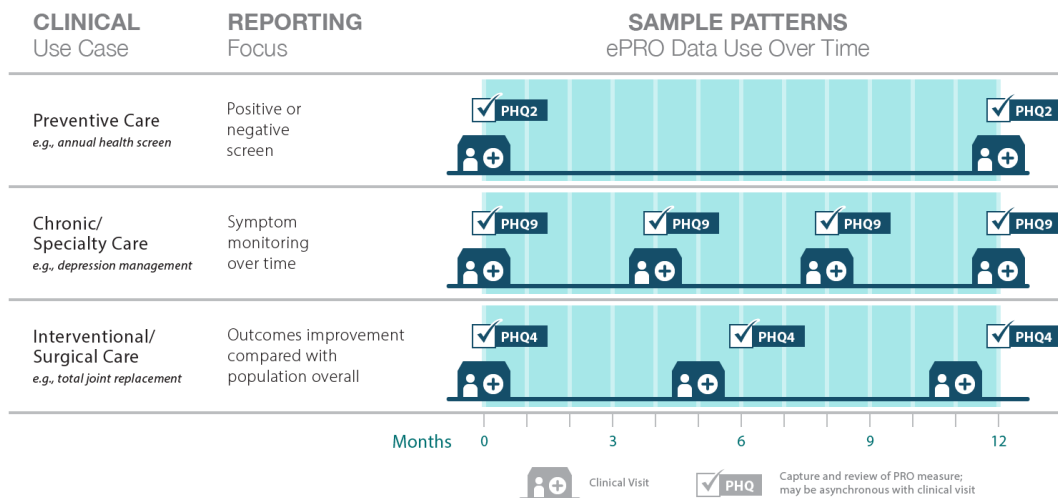 CLINICAL
Use Case
REPORTING
Focus
SAMPLE PATTERNS
ePRO Data Use Over Time
Preventive Care
e.g., annual health screen
Positive or
negative
screen
PHQ2
PHQ2
Chronic/
Specialty Care
e.g., depression management
Symptom
monitoring
over time
PHQ9
PHQ9
PHQ9
PHQ9
Interventional/
Surgical Care
e.g., total joint replacement
Outcomes improvement
compared with
population overall
PHQ4
PHQ4
PHQ4
Months 0 3 6 9 12
Clinical Visit
PHQ
Capture and review of PRO measure;
may be asynchronous with clinical visit